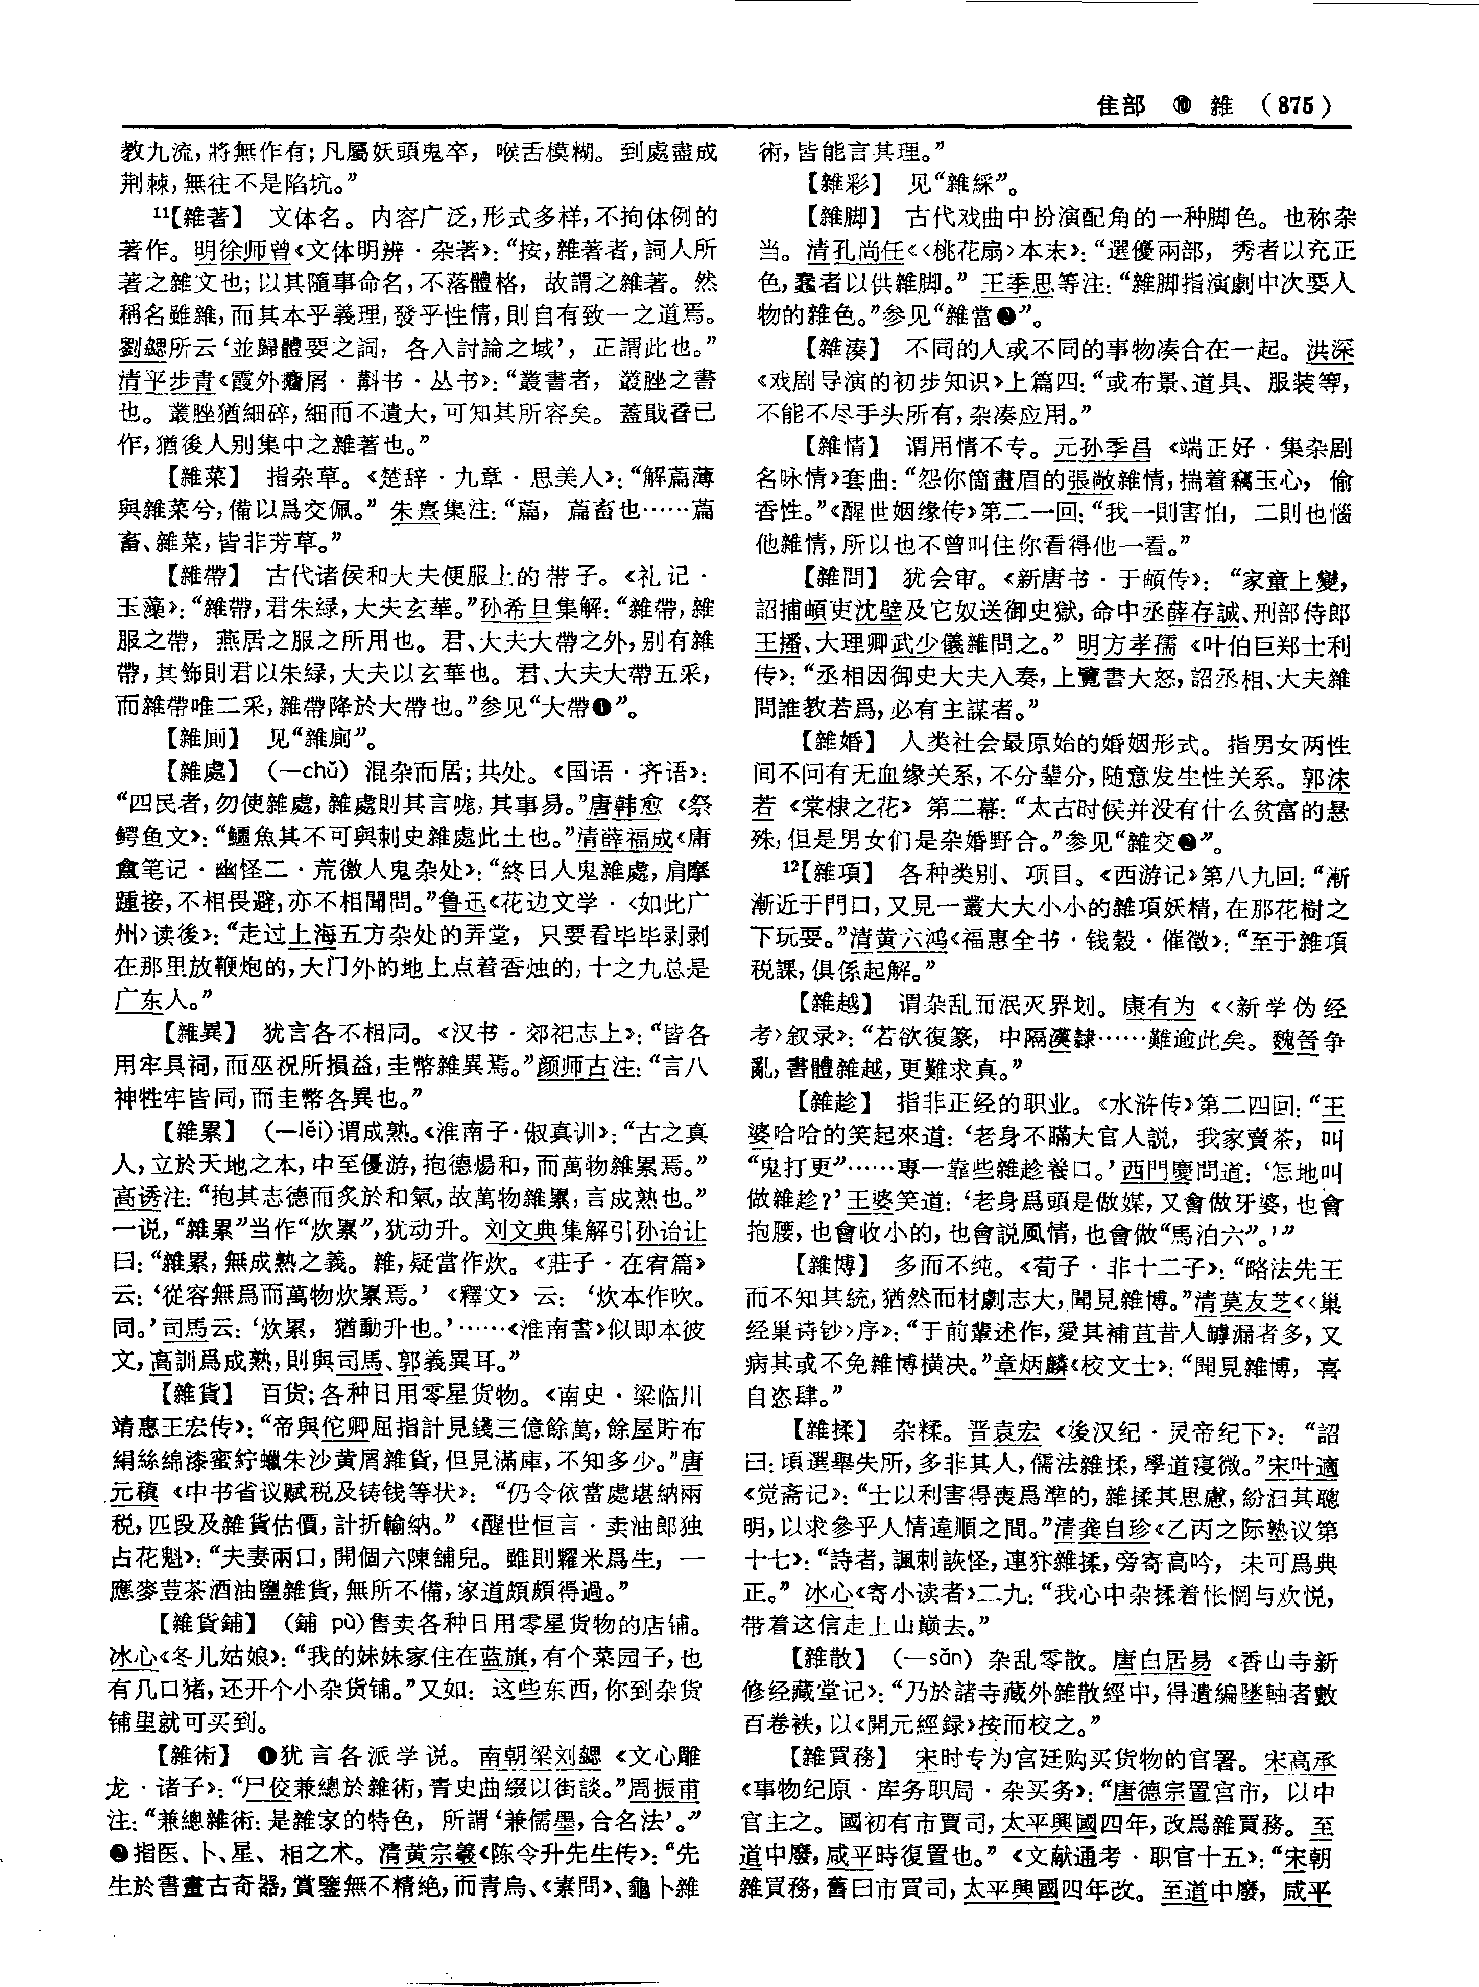 隹部 ⑩ 雜 (875)
教九流,將無作有;凡屬妖頭鬼卒,喉舌模糊。到處盡成
荆棘,無往不是陷坑。”
¹¹【雜著】 文体名。内容广泛,形式多样,不拘体例的
著作。明徐师曾《文体明辨·杂著》:“按,雜著者,詞人所
著之雜文也;以其隨事命名,不落體格,故謂之雜著。然
稱名雖雜,而其本乎義理,發乎性情,則自有致一之道焉。
劉勰所云‘並歸體要之詞,各入討論之域’,正謂此也。”
清平步青《霞外攟屑·斠书·丛书》:“叢書者,叢脞之書
也。叢脞猶細碎,細而不遺大,可知其所容矣。蓋戢孴已
作,猶後人别集中之雜著也。”
【雜菜】 指杂草。《楚辞·九章·思美人》:“解萹薄
與雜菜兮,備以爲交佩。”朱熹集注:“萹,萹畜也……萹
畜、雜菜,皆非芳草。”
【雜帶】 古代诸侯和大夫便服上的带子。《礼记·
玉藻》:“雜帶,君朱緑,大夫玄華。”孙希旦集解:“雜帶,雜
服之帶,燕居之服之所用也。君、大夫大帶之外,别有雜
帶,其飾則君以朱緑,大夫以玄華也。君、大夫大帶五采,
而雜帶唯二采,雜帶降於大帶也。”参见“大帶❶”。
【雜厠】 见“雜廁”。
【雜處】 (—chǔ) 混杂而居;共处。《国语·齐语》:
“四民者,勿使雜處,雜處則其言哤,其事易。”唐韩愈《祭
鳄鱼文》:“鱷魚其不可與刺史雜處此土也。”清薛福成《庸
盦笔记·幽怪二·荒徼人鬼杂处》:“終日人鬼雜處,肩摩
踵接,不相畏避,亦不相聞問。”鲁迅《花边文学·〈如此广
州〉读後》:“走过上海五方杂处的弄堂,只要看毕毕剥剥
在那里放鞭炮的,大门外的地上点着香烛的,十之九总是
广东人。”
【雜異】 犹言各不相同。《汉书·郊祀志上》:“皆各
用牢具祠,而巫祝所損益,圭幣雜異焉。”颜师古注:“言八
神牲牢皆同,而圭幣各異也。”
【雜累】 (—lěi)谓成熟。《淮南子·俶真训》:“古之真
人,立於天地之本,中至優游,抱德煬和,而萬物雜累焉。”
高诱注:“抱其志德而炙於和氣,故萬物雜累,言成熟也。”
一说,“雜累”当作“炊累”,犹动升。刘文典集解引孙诒让
曰:“雜累,無成熟之義。雜,疑當作炊。《莊子·在宥篇》
云:‘從容無爲而萬物炊累焉。’《釋文》云:‘炊本作吹。
同。’司馬云:‘炊累,猶動升也。’……《淮南書》似即本彼
文,高訓爲成熟,則與司馬、郭義異耳。”
【雜貨】 百货;各种日用零星货物。《南史·梁临川
靖惠王宏传》:“帝與佗卿屈指計見錢三億餘萬,餘屋貯布
絹絲綿漆蜜紵蠟朱沙黄屑雜貨,但見滿庫,不知多少。”唐
元稹《中书省议赋税及铸钱等状》:“仍令依當處堪納兩
税,匹段及雜貨估價,計折輸納。”《醒世恒言·卖油郎独
占花魁》:“夫妻兩口,開個六陳舖兒。雖則糶米爲生,一
應麥荳茶酒油鹽雜貨,無所不備,家道頗頗得過。”
【雜貨鋪】 (鋪 pù)售卖各种日用零星货物的店铺。
冰心《冬儿姑娘》:“我的妹妹家住在蓝旗,有个菜园子,也
有几口猪,还开个小杂货铺。”又如:这些东西,你到杂货
铺里就可买到。
【雜術】 ❶犹言各派学说。南朝梁刘勰《文心雕
龙·诸子》:“尸佼兼總於雜術,青史曲綴以街談。”周振甫
注:“兼總雜術:是雜家的特色,所謂‘兼儒墨,合名法’。”
❷指医、卜、星、相之术。清黄宗羲《陈令升先生传》:“先
生於書畫古奇器,賞鑒無不精絶,而青烏、《素問》、龜卜雜
術,皆能言其理。”
【雜彩】 见“雜綵”。
【雜脚】 古代戏曲中扮演配角的一种脚色。也称杂
当。清孔尚任《〈桃花扇〉本末》:“選優兩部,秀者以充正
色,蠢者以供雜脚。”王季思等注:“雜脚指演劇中次要人
物的雜色。”参见“雜當❷”。
【雜湊】 不同的人或不同的事物凑合在一起。洪深
《戏剧导演的初步知识》上篇四:“或布景、道具、服装等,
不能不尽手头所有,杂凑应用。”
【雜情】 谓用情不专。元孙季昌《端正好·集杂剧
名咏情》套曲:“怨你箇畫眉的張敞雜情,揣着竊玉心,偷
香性。”《醒世姻缘传》第二一回:“我一則害怕,二則也惱
他雜情,所以也不曾叫住你看得他一看。”
【雜問】 犹会审。《新唐书·于頔传》:“家童上變,
詔捕頔吏沈壁及它奴送御史獄,命中丞薛存誠、刑部侍郎
王播、大理卿武少儀雜問之。”明方孝孺《叶伯巨郑士利
传》:“丞相因御史大夫入奏,上覽書大怒,詔丞相、大夫雜
問誰教若爲,必有主謀者。”
【雜婚】 人类社会最原始的婚姻形式。指男女两性
间不问有无血缘关系,不分辈分,随意发生性关系。郭沫
若《棠棣之花》第二幕:“太古时候并没有什么贫富的悬
殊,但是男女们是杂婚野合。”参见“雜交❷”。
¹²【雜項】 各种类别、项目。《西游记》第八九回:“漸
漸近于門口,又見一叢大大小小的雜項妖精,在那花樹之
下玩耍。”清黄六鸿《福惠全书·钱穀·催徵》:“至于雜項
税課,俱係起解。”
【雜越】 谓杂乱而泯灭界划。康有为《〈新学伪经
考〉叙录》:“若欲復篆,中隔漢隸……難逾此矣。魏晉争
亂,書體雜越,更難求真。”
【雜趁】 指非正经的职业。《水浒传》第二四回:“王
婆哈哈的笑起來道:‘老身不瞞大官人説,我家賣茶,叫
“鬼打更”……專一靠些雜趁養口。’西門慶問道:‘怎地叫
做雜趁?’王婆笑道:‘老身爲頭是做媒,又會做牙婆,也會
抱腰,也會收小的,也會説風情,也會做“馬泊六”。’”
【雜博】 多而不纯。《荀子·非十二子》:“略法先王
而不知其統,猶然而材劇志大,聞見雜博。”清莫友芝《〈巢
经巢诗钞〉序》:“于前輩述作,愛其補苴昔人罅漏者多,又
病其或不免雜博横决。”章炳麟《校文士》:“聞見雜博,喜
自恣肆。”
【雜揉】 杂糅。晋袁宏《後汉纪·灵帝纪下》:“詔
曰:頃選舉失所,多非其人,儒法雜揉,學道寖微。”宋叶適
《觉斋记》:“士以利害得喪爲準的,雜揉其思慮,紛汩其聰
明,以求參乎人情違順之間。”清龚自珍《乙丙之际塾议第
十七》:“詩者,諷刺詼怪,連犿雜揉,旁寄高吟,未可爲典
正。”冰心《寄小读者》二九:“我心中杂揉着怅惘与欢悦,
带着这信走上山巅去。”
【雜散】 (—sǎn) 杂乱零散。唐白居易《香山寺新
修经藏堂记》:“乃於諸寺藏外雜散經中,得遺編墜軸者數
百卷袟,以《開元經録》按而校之。”
【雜買務】 宋时专为宫廷购买货物的官署。宋高承
《事物纪原·库务职局·杂买务》:“唐德宗置宫市,以中
官主之。國初有市買司,太平興國四年,改爲雜買務。至
道中廢,咸平時復置也。”《文献通考·职官十五》:“宋朝
雜買務,舊曰市買司,太平興國四年改。至道中廢,咸平